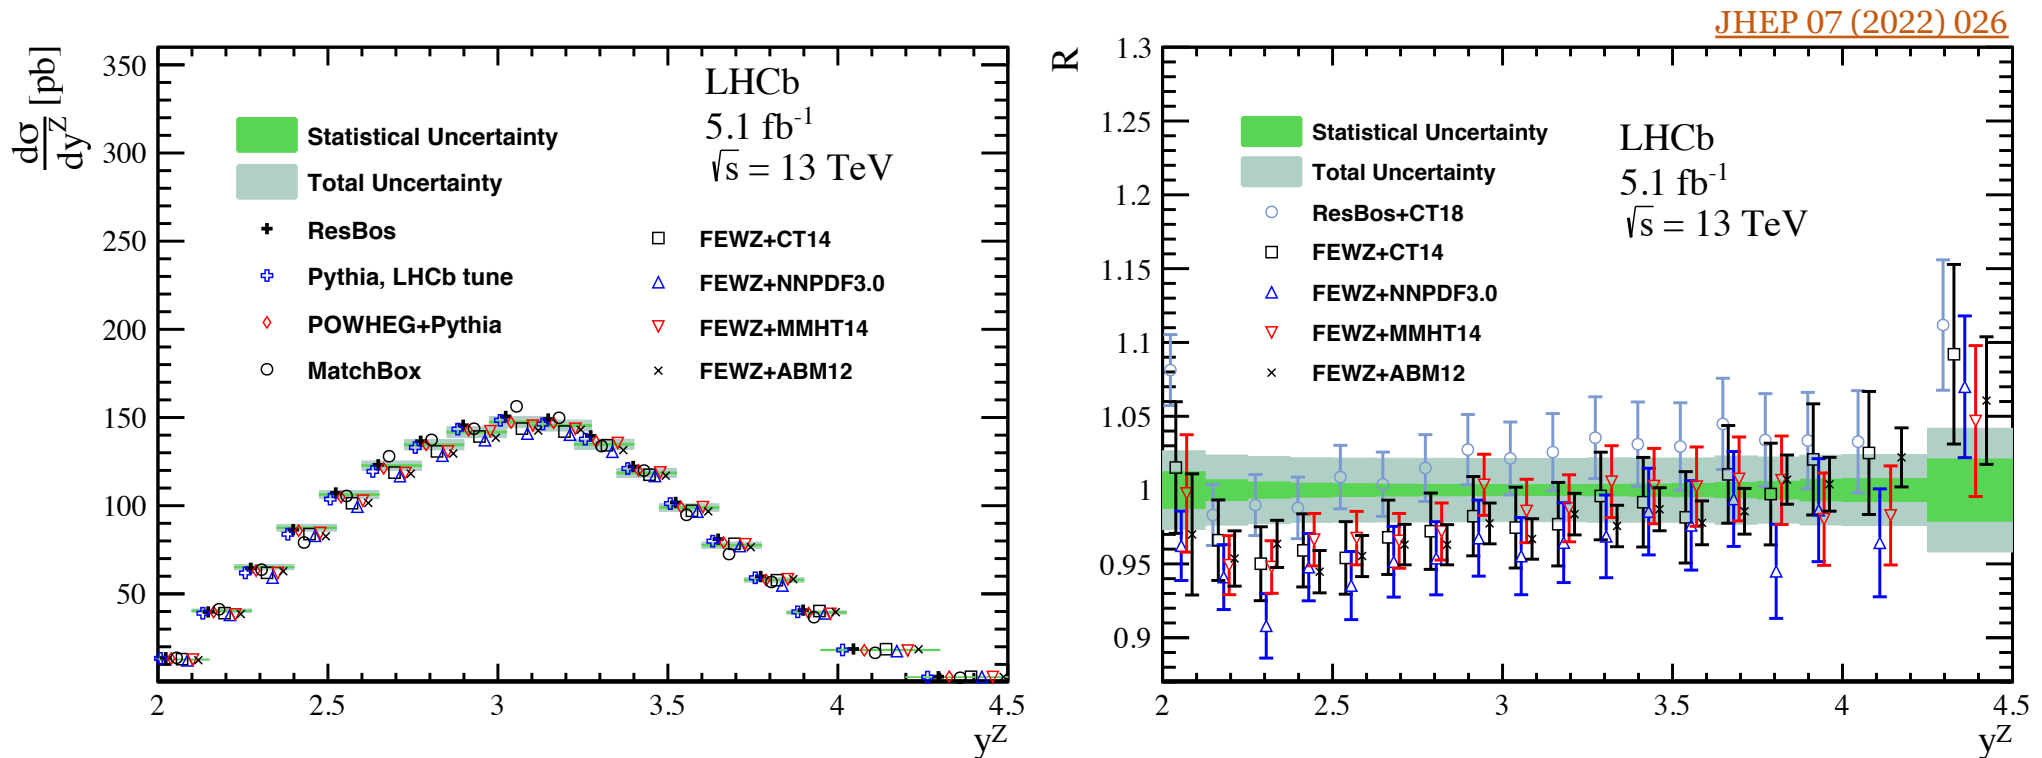 JHEP 07 (2022) 026
dσ/dy^Z [pb]
350
300
250
200
150
100
50
2
2.5
3
3.5
4
4.5
y^Z
LHCb
5.1 fb^-1
√s = 13 TeV
Statistical Uncertainty
Total Uncertainty
ResBos
Pythia, LHCb tune
POWHEG+Pythia
MatchBox
FEWZ+CT14
FEWZ+NNPDF3.0
FEWZ+MMHT14
FEWZ+ABM12
R
1.3
1.25
1.2
1.15
1.1
1.05
1
0.95
0.9
2
2.5
3
3.5
4
4.5
y^Z
LHCb
5.1 fb^-1
√s = 13 TeV
Statistical Uncertainty
Total Uncertainty
ResBos+CT18
FEWZ+CT14
FEWZ+NNPDF3.0
FEWZ+MMHT14
FEWZ+ABM12